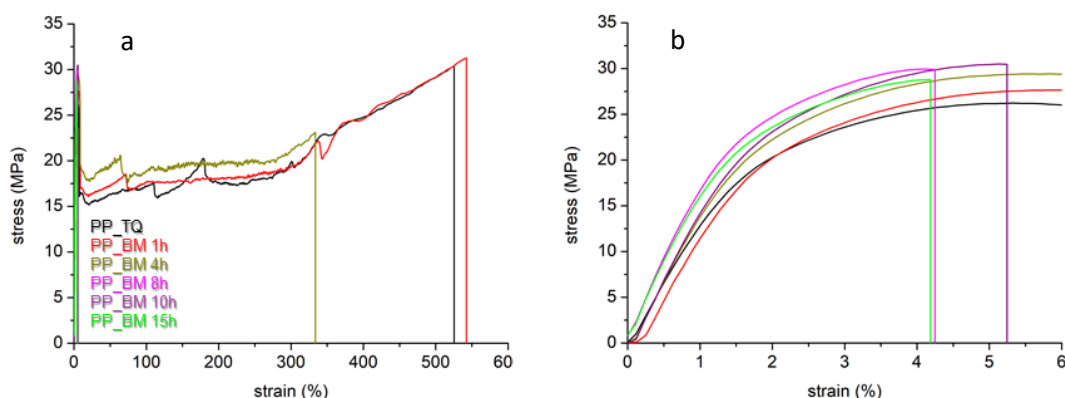 a
35
30
25
20
15
10
5
0
stress (MPa)
PP_TQ
PP_BM 1h
PP_BM 4h
PP_BM 8h
PP_BM 10h
PP_BM 15h
0 100 200 300 400 500 60
strain (%)
b
35
30
25
20
15
10
5
0
stress (MPa)
0 1 2 3 4 5 6
strain (%)